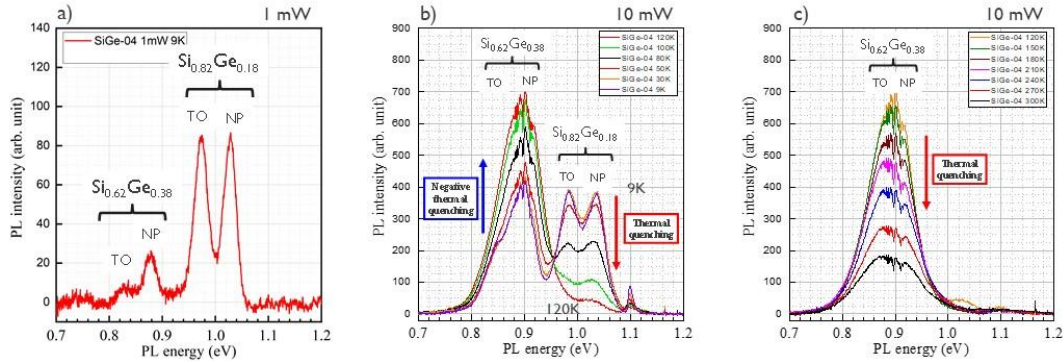 a)
1 mW
SiGe-04 1mW 9K
Si0.82Ge0.18
TO
NP
Si0.62Ge0.38
TO
NP
PL intensity (arb. unit)
140
120
100
80
60
40
20
0
0.7 0.8 0.9 1.0 1.1 1.2
PL energy (eV)
b)
10 mW
SiGe-04 120K
SiGe-04 100K
SiGe-04 80K
SiGe-04 50K
SiGe-04 30K
SiGe-04 9K
Si0.62Ge0.38
TO
NP
Si0.82Ge0.18
TO
NP
9K
Negative
thermal
quenching
Thermal
quenching
120K
PL intensity (arb. unit)
900
800
700
600
500
400
300
200
100
0
0.7 0.8 0.9 1.0 1.1 1.2
PL energy (eV)
c)
10 mW
SiGe-04 120K
SiGe-04 150K
SiGe-04 180K
SiGe-04 210K
SiGe-04 240K
SiGe-04 270K
SiGe-04 300K
Si0.62Ge0.38
TO
NP
Thermal
quenching
PL intensity (arb. unit)
900
800
700
600
500
400
300
200
100
0
0.7 0.8 0.9 1.0 1.1 1.2
PL energy (eV)